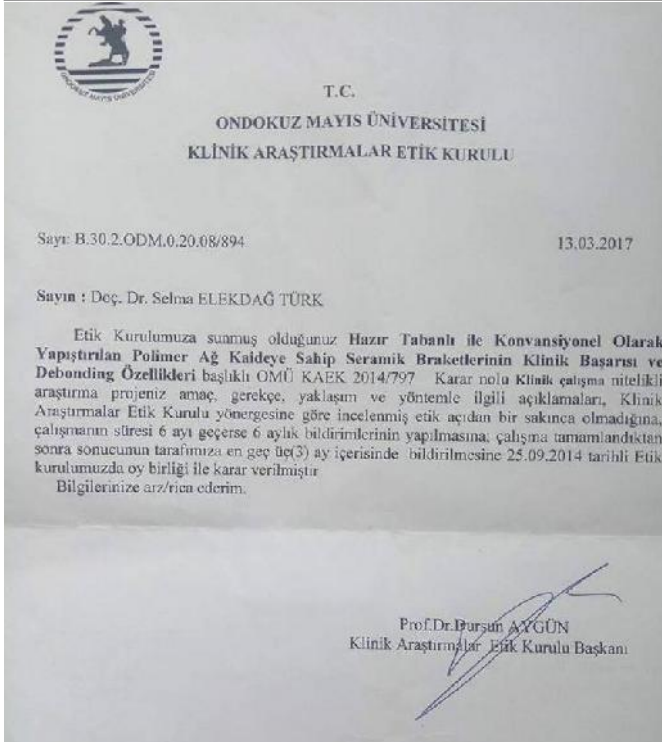 ONDOKUZ MAYIS ÜNİVERSİTESİ
T.C.
ONDOKUZ MAYIS ÜNİVERSİTESİ
KLİNİK ARAŞTIRMALAR ETİK KURULU
Sayı: B.30.2.ODM.0.20.08/894 13.03.2017
Sayın : Doç. Dr. Selma ELEKDAĞ TÜRK
Etik Kurulumuza sunmuş olduğunuz Hazır Tabanlı ile Konvansiyonel Olarak
Yapıştırılan Polimer Ağ Kaideye Sahip Seramik Braketlerinin Klinik Başarısı ve
Debonding Özellikleri başlıklı OMÜ KAEK 2014/797 Karar nolu Klinik çalışma nitelikli
araştırma projeniz amaç, gerekçe, yaklaşım ve yöntemle ilgili açıklamaları, Klinik
Araştırmalar Etik Kurulu yönergesine göre incelenmiş etik açıdan bir sakınca olmadığına,
çalışmanın süresi 6 ayı geçerse 6 aylık bildirimlerinin yapılmasına; çalışma tamamlandıktan
sonra sonucunun tarafımıza en geç üç(3) ay içerisinde bildirilmesine 25.09.2014 tarihli Etik
kurulumuzda oy birliği ile karar verilmiştir
Bilgilerinize arz/rica ederim.
Prof.Dr.Dursun AYGÜN
Klinik Araştırmalar Etik Kurulu Başkanı